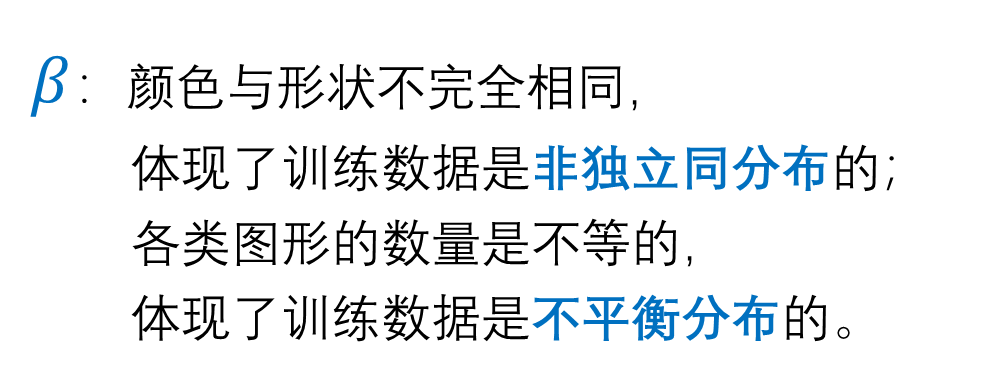 β：颜色与形状不完全相同，
体现了训练数据是非独立同分布的；
各类图形的数量是不等的，
体现了训练数据是不平衡分布的。